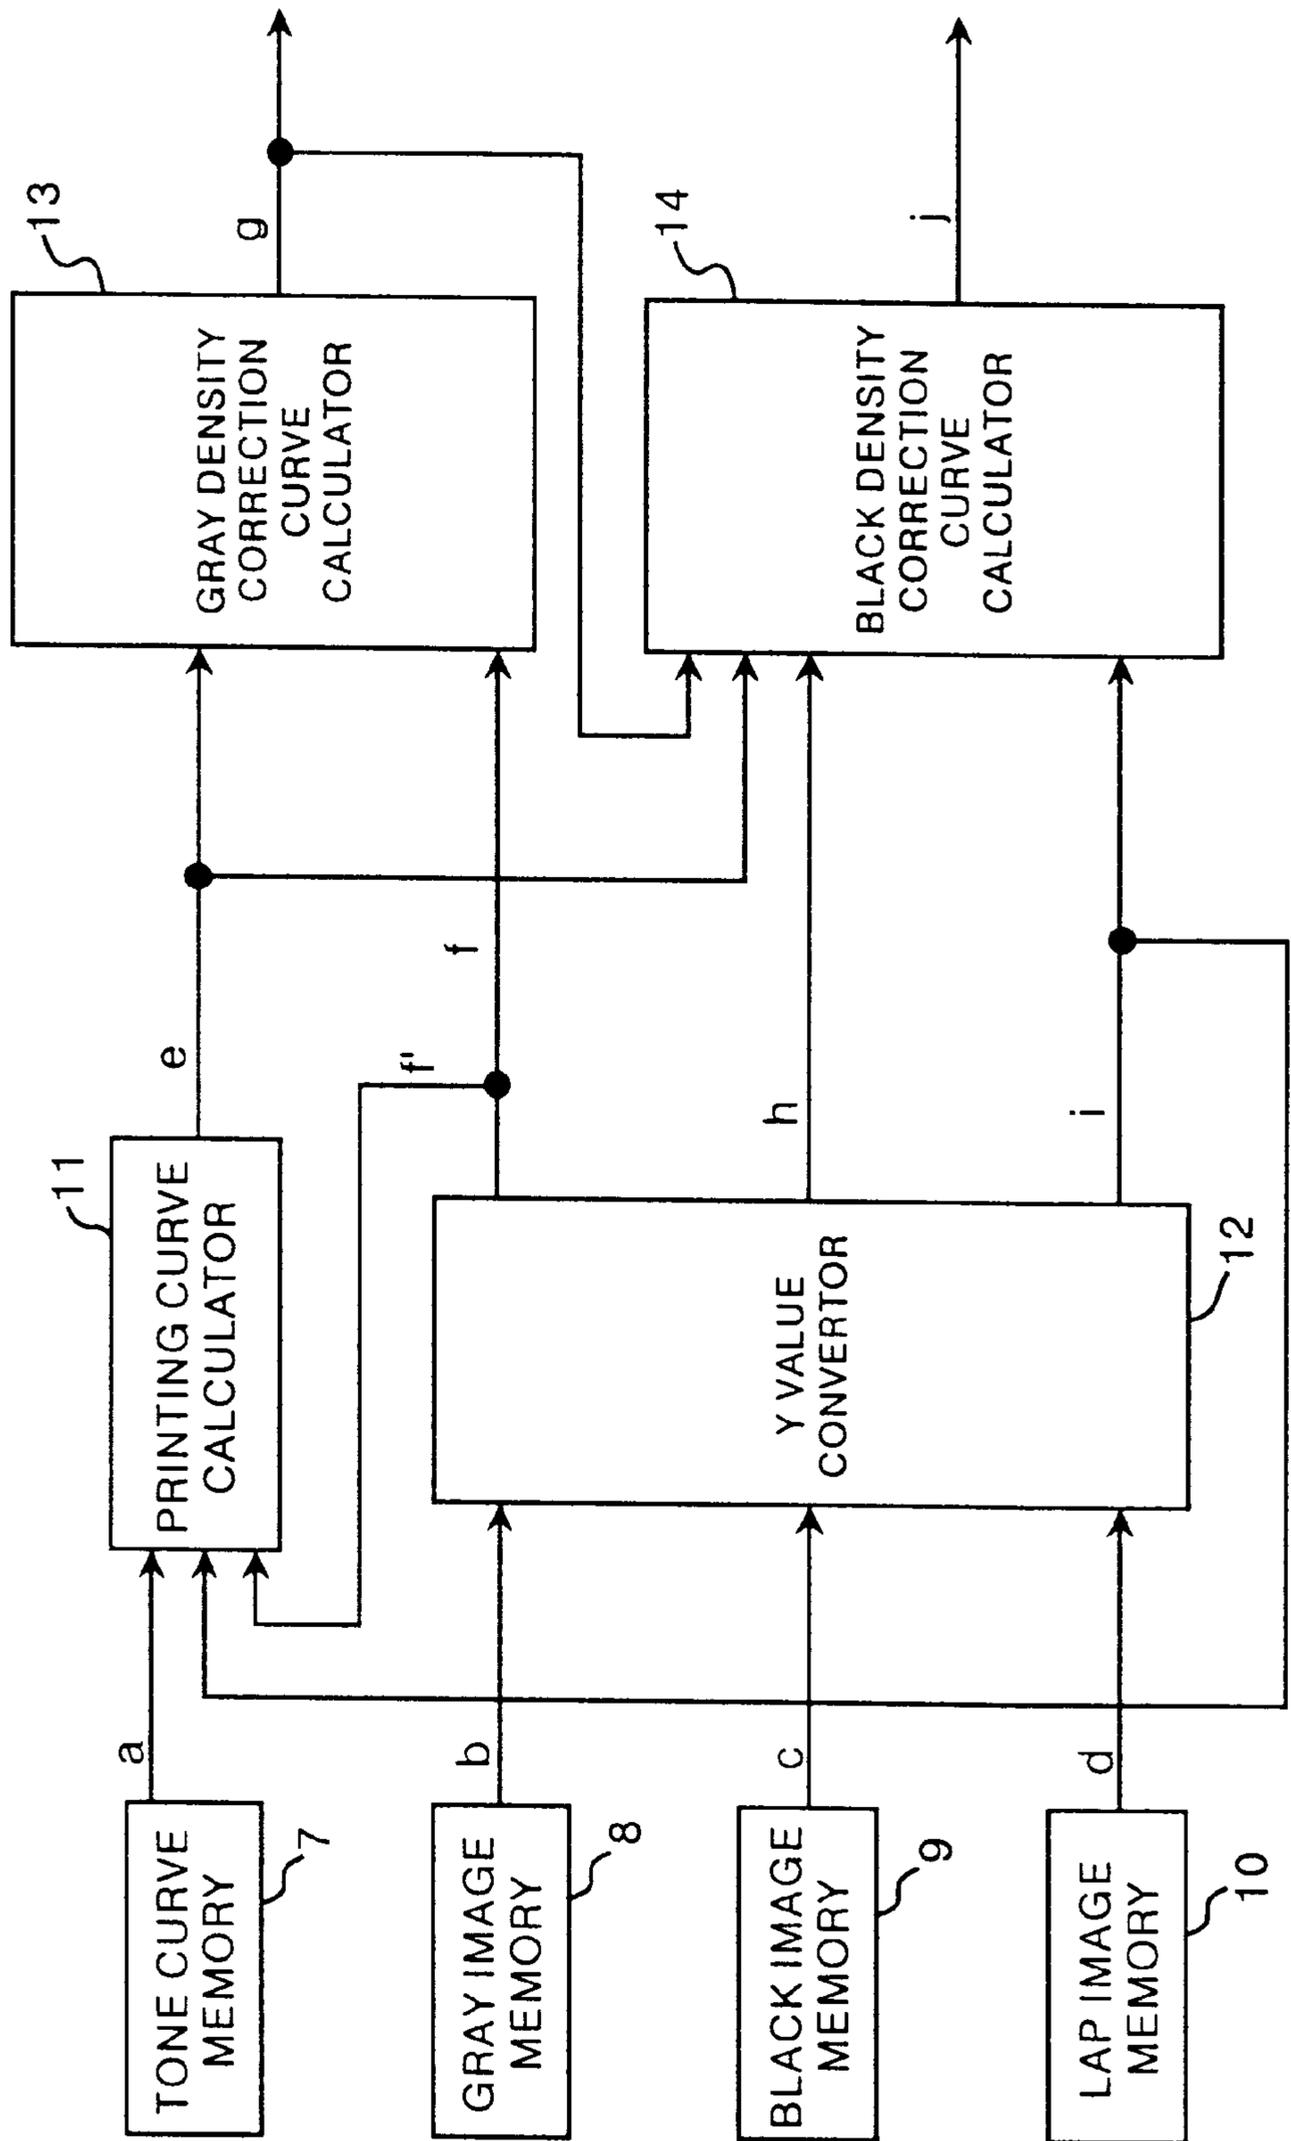 TONE CURVE
MEMORY
7
a
GRAY IMAGE
MEMORY
8
b
BLACK IMAGE
MEMORY
9
c
LAP IMAGE
MEMORY
10
d
PRINTING CURVE
CALCULATOR
11
e
Y VALUE
CONVERTOR
12
f'
f
h
i
GRAY DENSITY
CORRECTION
CURVE
CALCULATOR
13
g
BLACK DENSITY
CORRECTION
CURVE
CALCULATOR
14
j